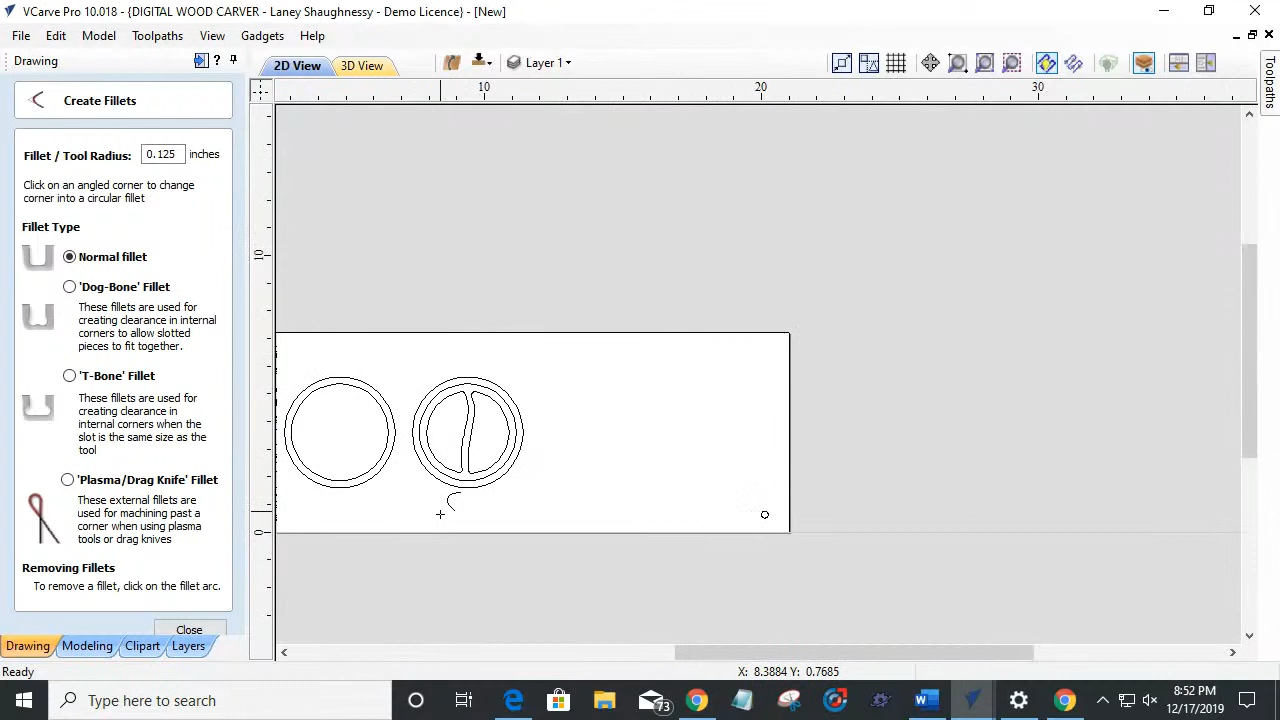 VCarve Pro 10.018 - {DIGITAL WOOD CARVER - Laney Shaughnessy - Demo Licence} - [New]
File Edit Model Toolpaths View Gadgets Help
Drawing
2D View 3D View Layer 1
Create Fillets
10 20 30
Toolpaths
Fillet / Tool Radius: 0.125 inches
Click on an angled corner to change
corner into a circular fillet
Fillet Type
Normal fillet
10
'Dog-Bone' Fillet
These fillets are used for
creating clearance in internal
corners to allow slotted
pieces to fit together.
'T-Bone' Fillet
These fillets are used for
creating clearance in
internal corners when the
slot is the same size as the
tool
'Plasma/Drag Knife' Fillet
These external fillets are
used for machining past a
corner when using plasma
tools or drag knives
0
Removing Fillets
To remove a fillet, click on the fillet arc.
Close
Drawing Modeling Clipart Layers
Ready
X: 8.3884 Y: 0.7685
Type here to search
73
8:52 PM
12/17/2019